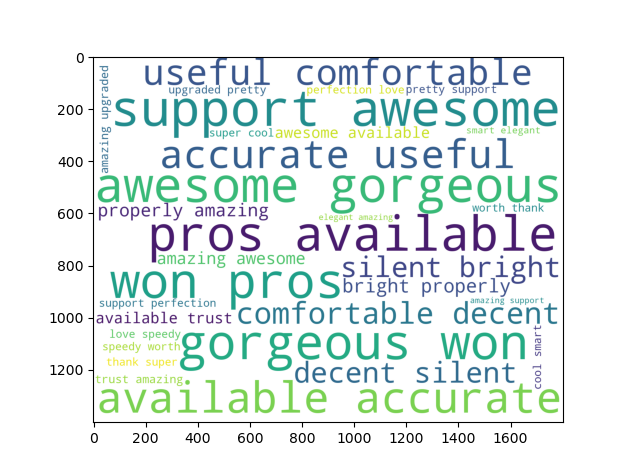 0
200
400
600
800
1000
1200
useful comfortable
amazing upgraded
upgraded pretty
perfection love
pretty support
support awesome
super cool
awesome available
smart elegant
accurate useful
awesome gorgeous
properly amazing
elegant amazing
worth thank
pros available
amazing awesome
silent bright
won pros
bright properly
support perfection
amazing support
available trust
comfortable decent
love speedy
gorgeous won
cool smart
speedy worth
thank super
decent silent
trust amazing
available accurate
0 200 400 600 800 1000 1200 1400 1600